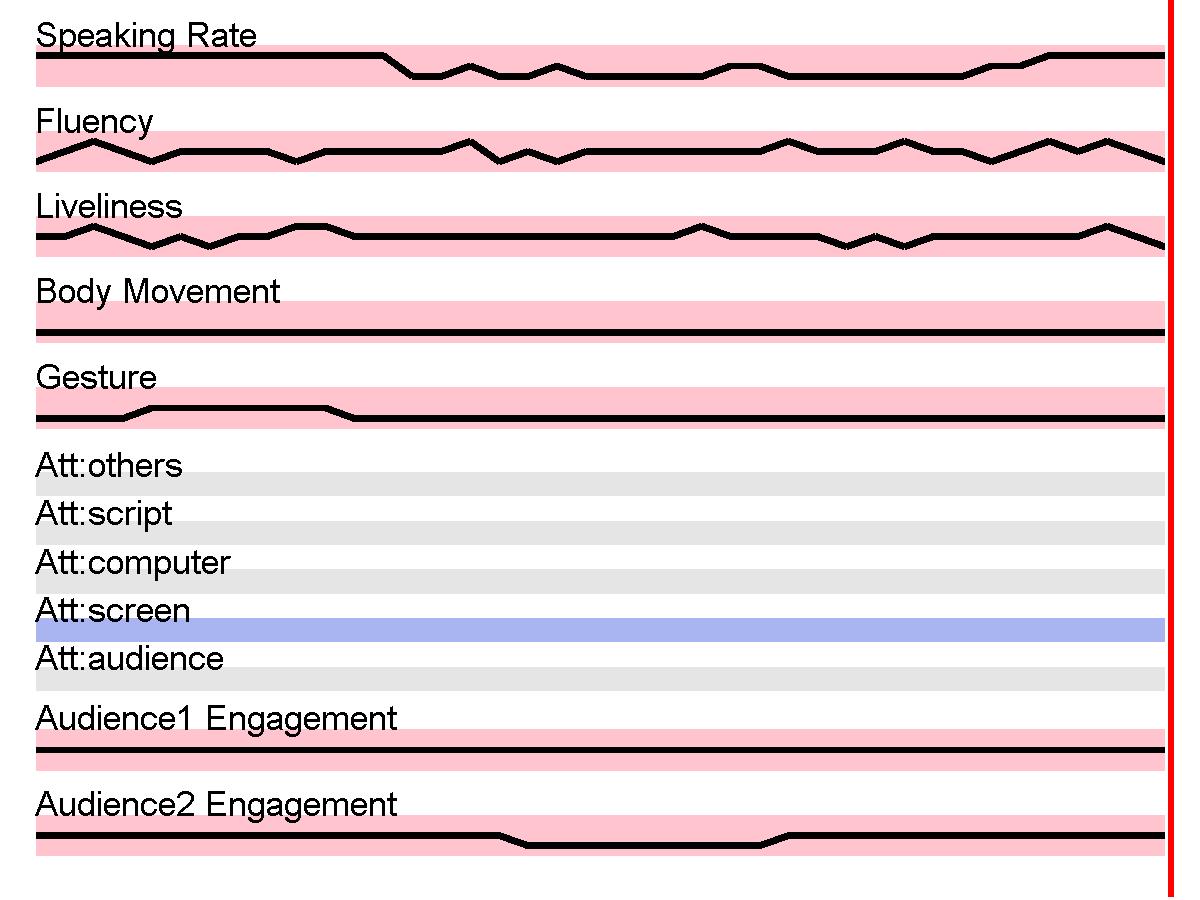 Speaking Rate
Fluency
Liveliness
Body Movement
Gesture
Att:others
Att:script
Att:computer
Att:screen
Att:audience
Audience1 Engagement
Audience2 Engagement